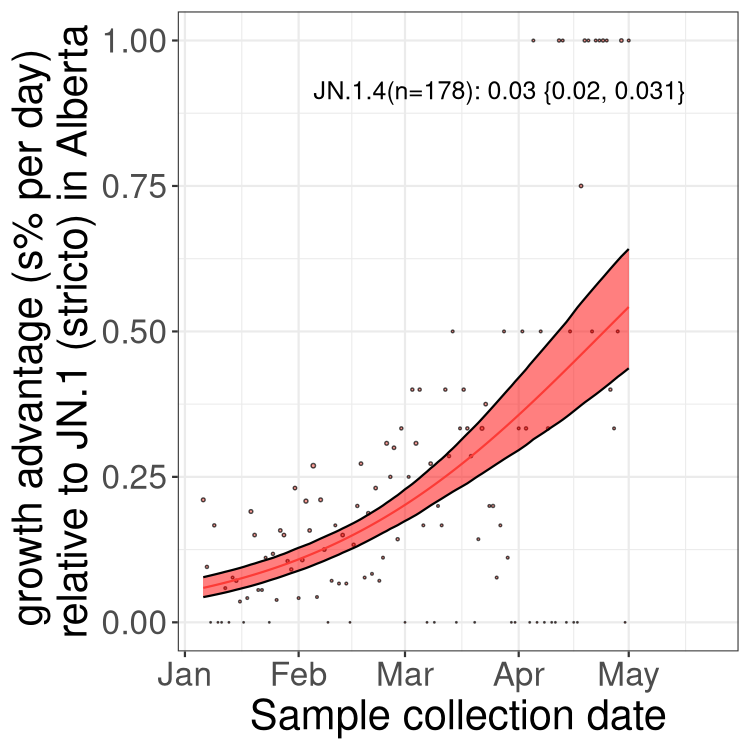 growth advantage (s% per day)
relative to JN.1 (stricto) in Alberta
1.00
JN.1.4(n=178): 0.03 {0.02, 0.031}
0.75
0.50
0.25
0.00
Jan Feb Mar Apr May
Sample collection date